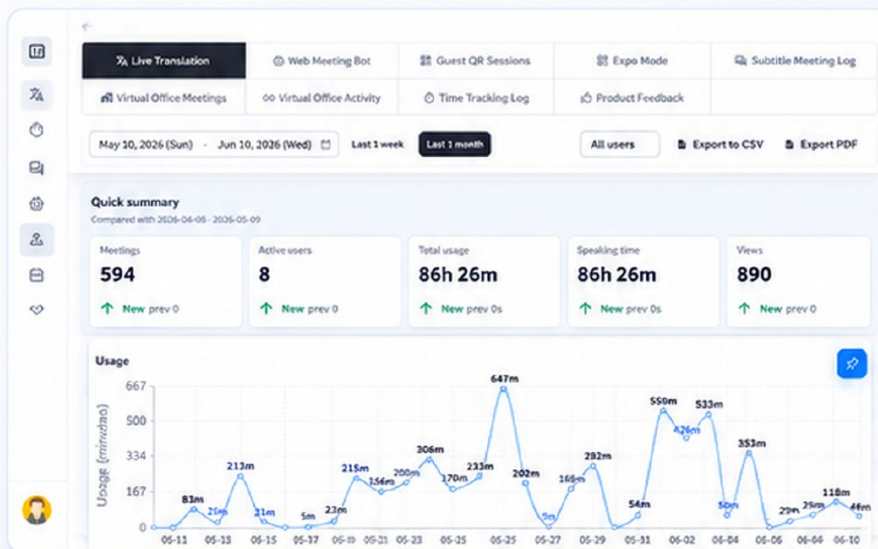 Live Translation
Web Meeting Bot
Guest QR Sessions
Expo Mode
Subtitle Meeting Log
Virtual Office Meetings
Virtual Office Activity
Time Tracking Log
Product Feedback
May 10, 2026 (Sun) - Jun 10, 2026 (Wed)
Last 1 week
Last 1 month
All users
Export to CSV
Export PDF
Quick summary
Compared with 2026-04-08 - 2026-05-09
Meetings
594
New prev 0
Active users
8
New prev 0
Total usage
86h 26m
New prev 0s
Speaking time
86h 26m
New prev 0s
Views
890
New prev 0
Usage
Usage (minutes)
667
500
334
167
0
83m
213m
31m
5m
23m
215m
200m
306m
170m
233m
647m
202m
9m
282m
54m
550m
426m
533m
353m
29m
118m
05-11 05-13 05-15 05-17 05-19 05-21 05-23 05-25 05-29 05-31 06-02 06-04 06-06 06-08 06-10